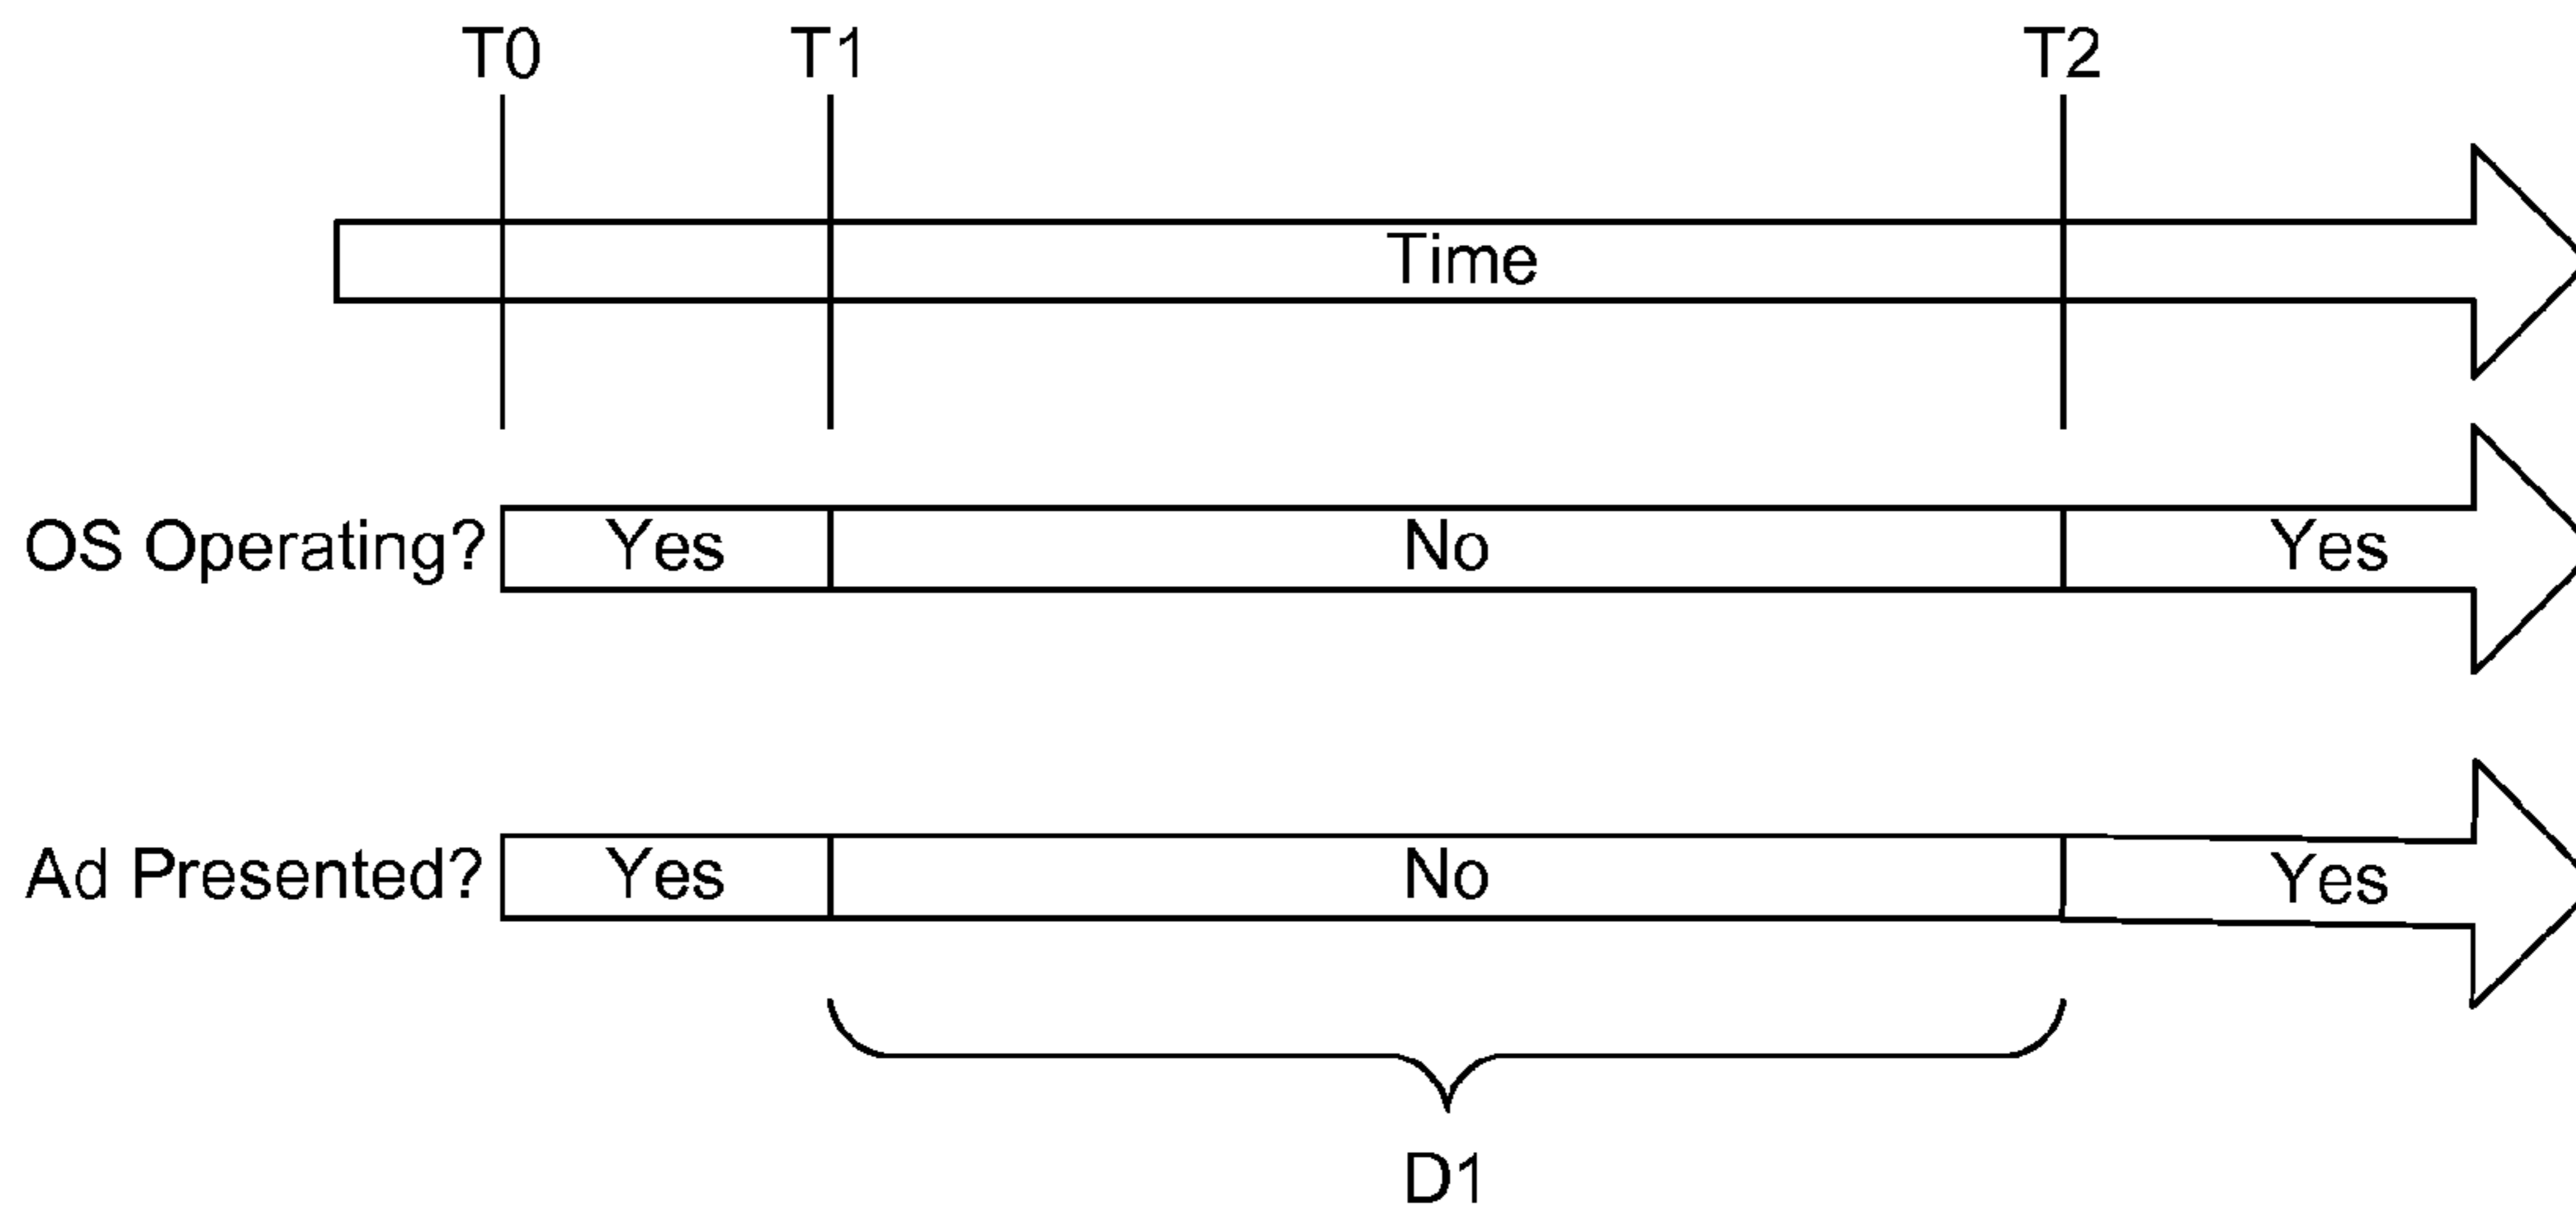 T0 T1 T2
Time
OS Operating? Yes No Yes
Ad Presented? Yes No Yes
D1